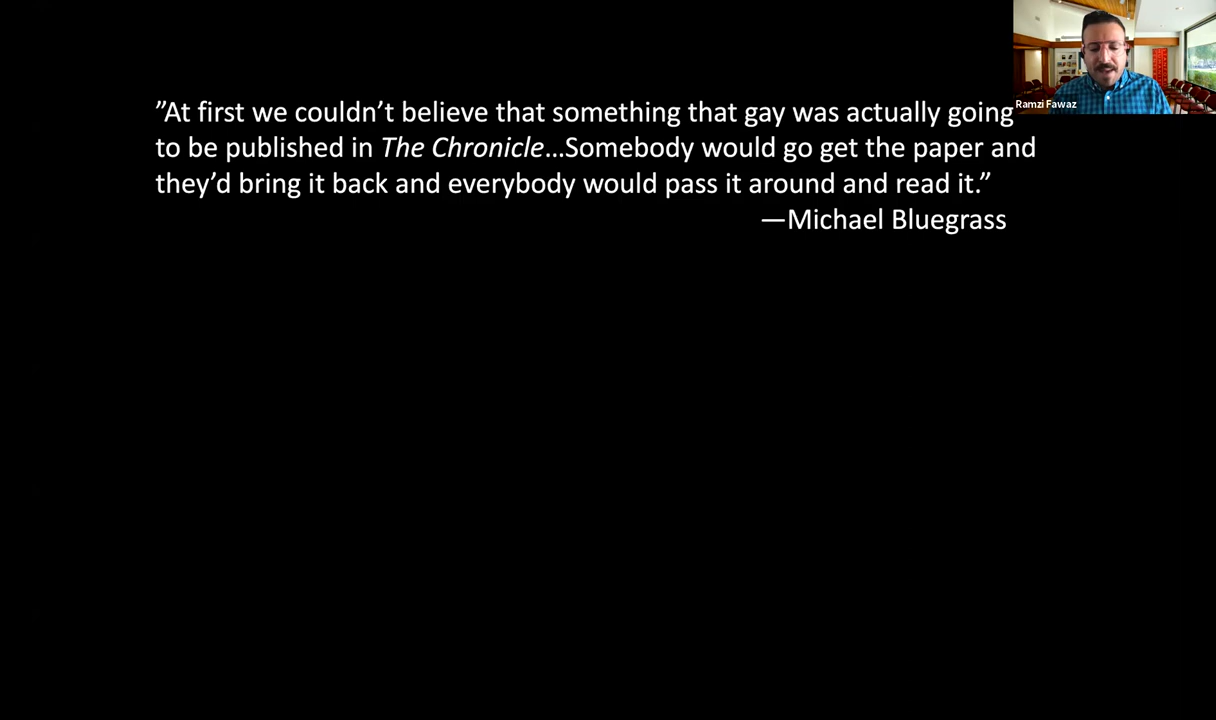 ”At first we couldn’t believe that something that gay was actually going
to be published in The Chronicle…Somebody would go get the paper and
they’d bring it back and everybody would pass it around and read it.”
—Michael Bluegrass
Ramzi Fawaz